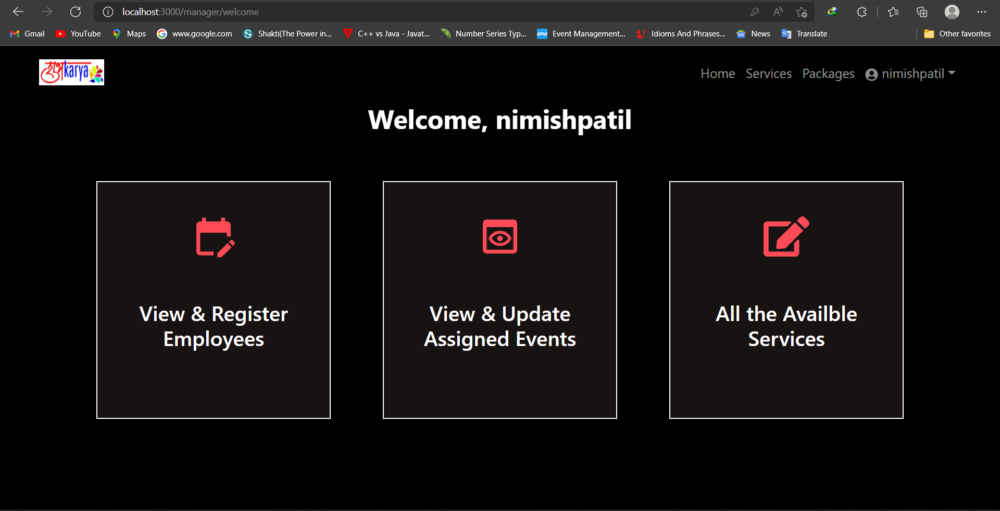 localhost:3000/manager/welcome
Gmail YouTube Maps www.google.com Shakti(The Power in... C++ vs Java - Javat... Number Series Typ... Event Management... Idioms And Phrases... News Translate Other favorites
शुभkarya
Home Services Packages nimishpatil
Welcome, nimishpatil
View & Register
Employees
View & Update
Assigned Events
All the Availble
Services